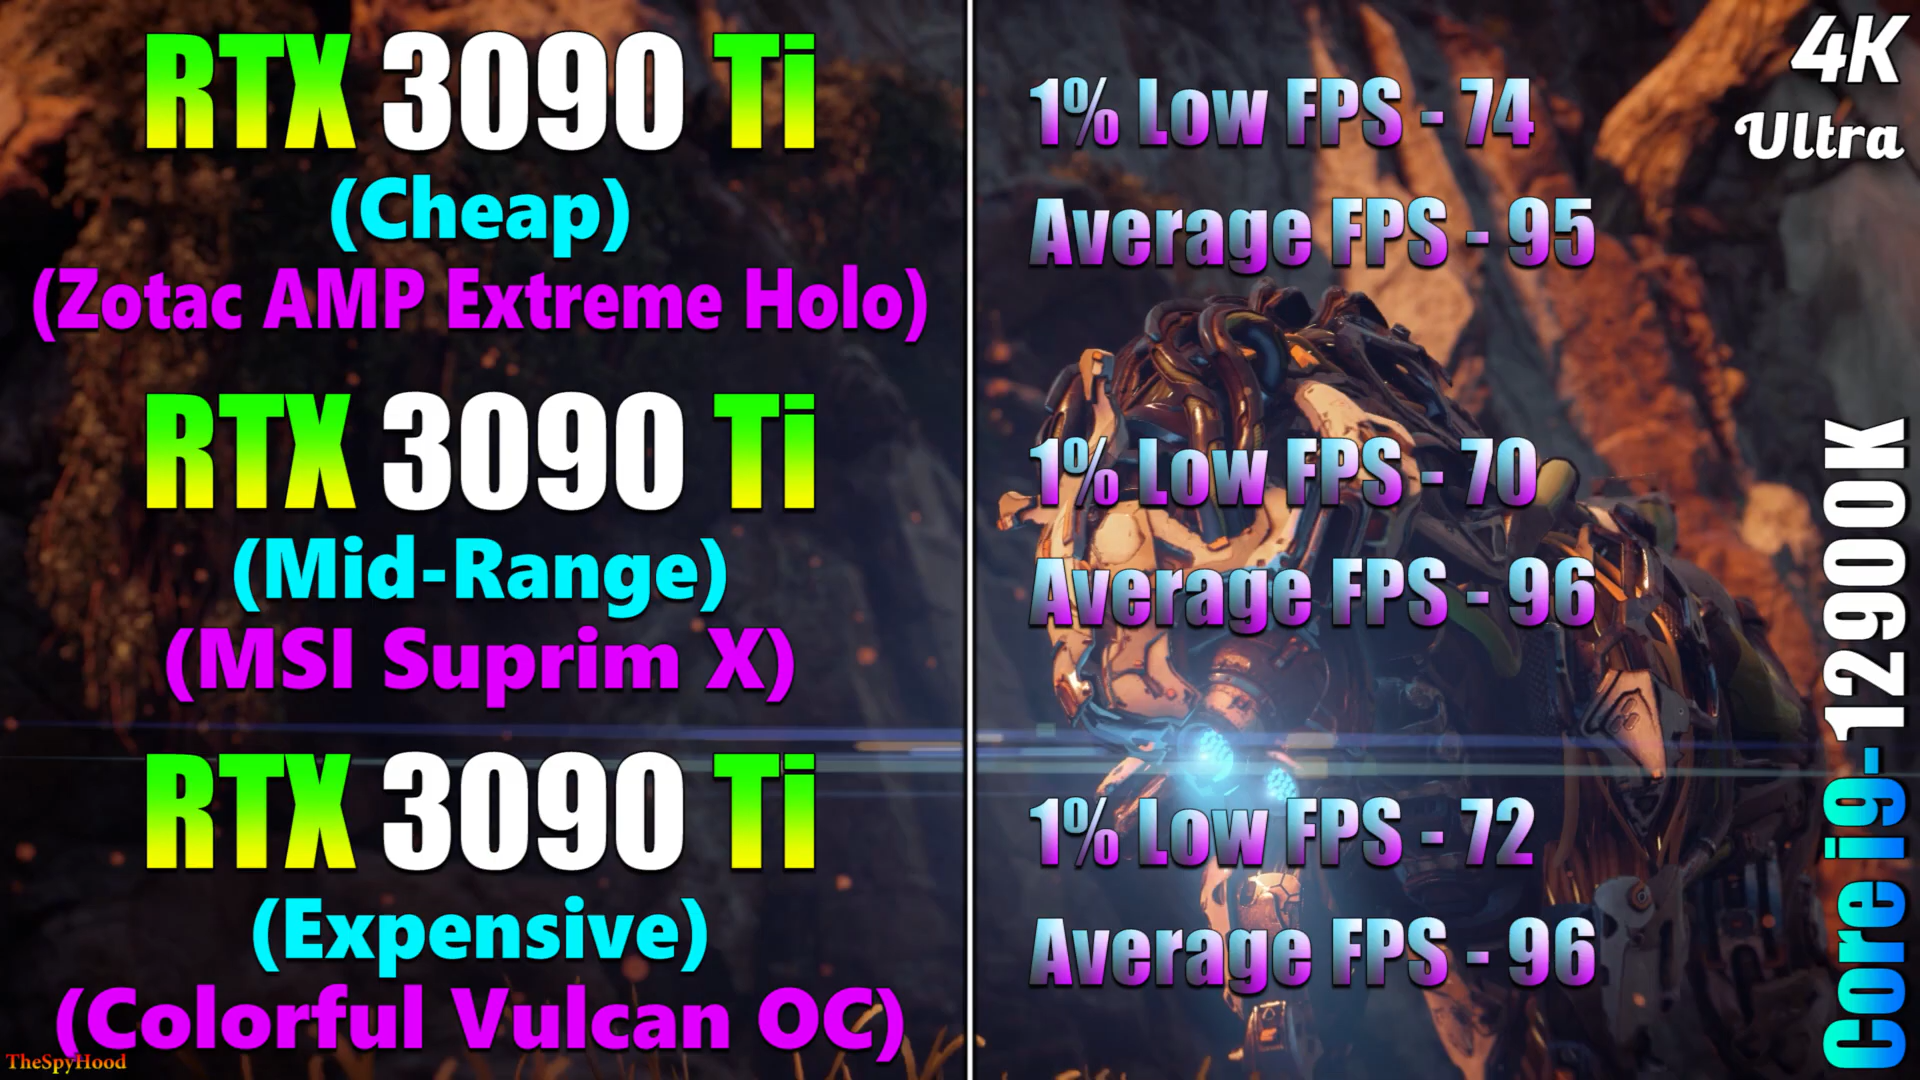 RTX 3090 Ti
(Cheap)
(Zotac AMP Extreme Holo)
1% Low FPS - 74
Average FPS - 95
RTX 3090 Ti
(Mid-Range)
(MSI Suprim X)
1% Low FPS - 70
Average FPS - 96
RTX 3090 Ti
(Expensive)
(Colorful Vulcan OC)
1% Low FPS - 72
Average FPS - 96
4K
Ultra
Core i9-12900K
TheSpyHood